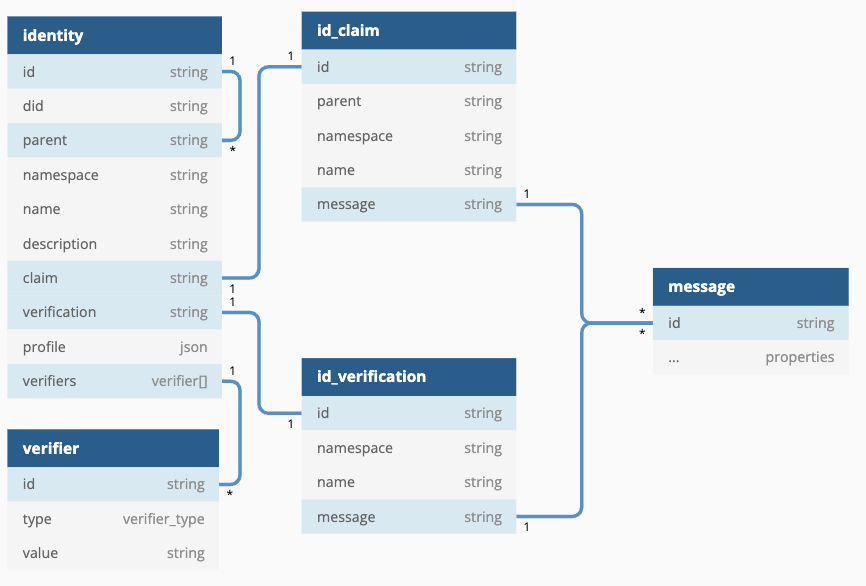 identity
id string
did string
parent string
namespace string
name string
description string
claim string
verification string
profile json
verifiers verifier[]
1
*
1
1
1
*
verifier
id string
type verifier_type
value string
id_claim
id string
parent string
namespace string
name string
message string
1
1
id_verification
id string
namespace string
name string
message string
1
1
message
id string
... properties
*
*